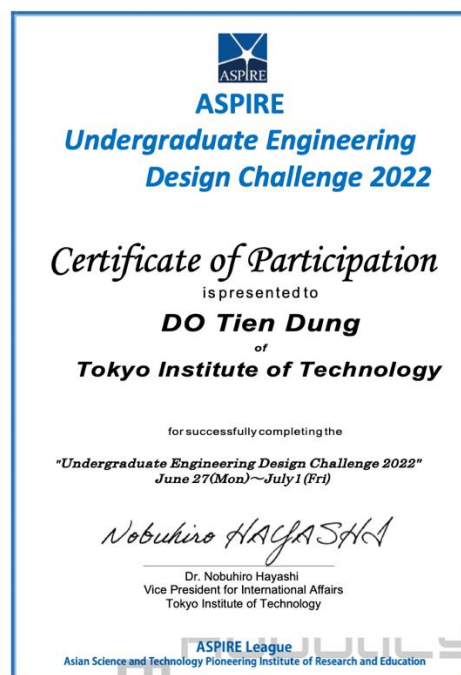 ASPIRE
ASPIRE
Undergraduate Engineering
Design Challenge 2022
Certificate of Participation
is presented to
DO Tien Dung
of
Tokyo Institute of Technology
for successfully completing the
"Undergraduate Engineering Design Challenge 2022"
June 27(Mon)~July1(Fri)
Nobuhiro HAYASHI
Dr. Nobuhiro Hayashi
Vice President for International Affairs
Tokyo Institute of Technology
ASPIRE League
Asian Science and Technology Pioneering Institute of Research and Education